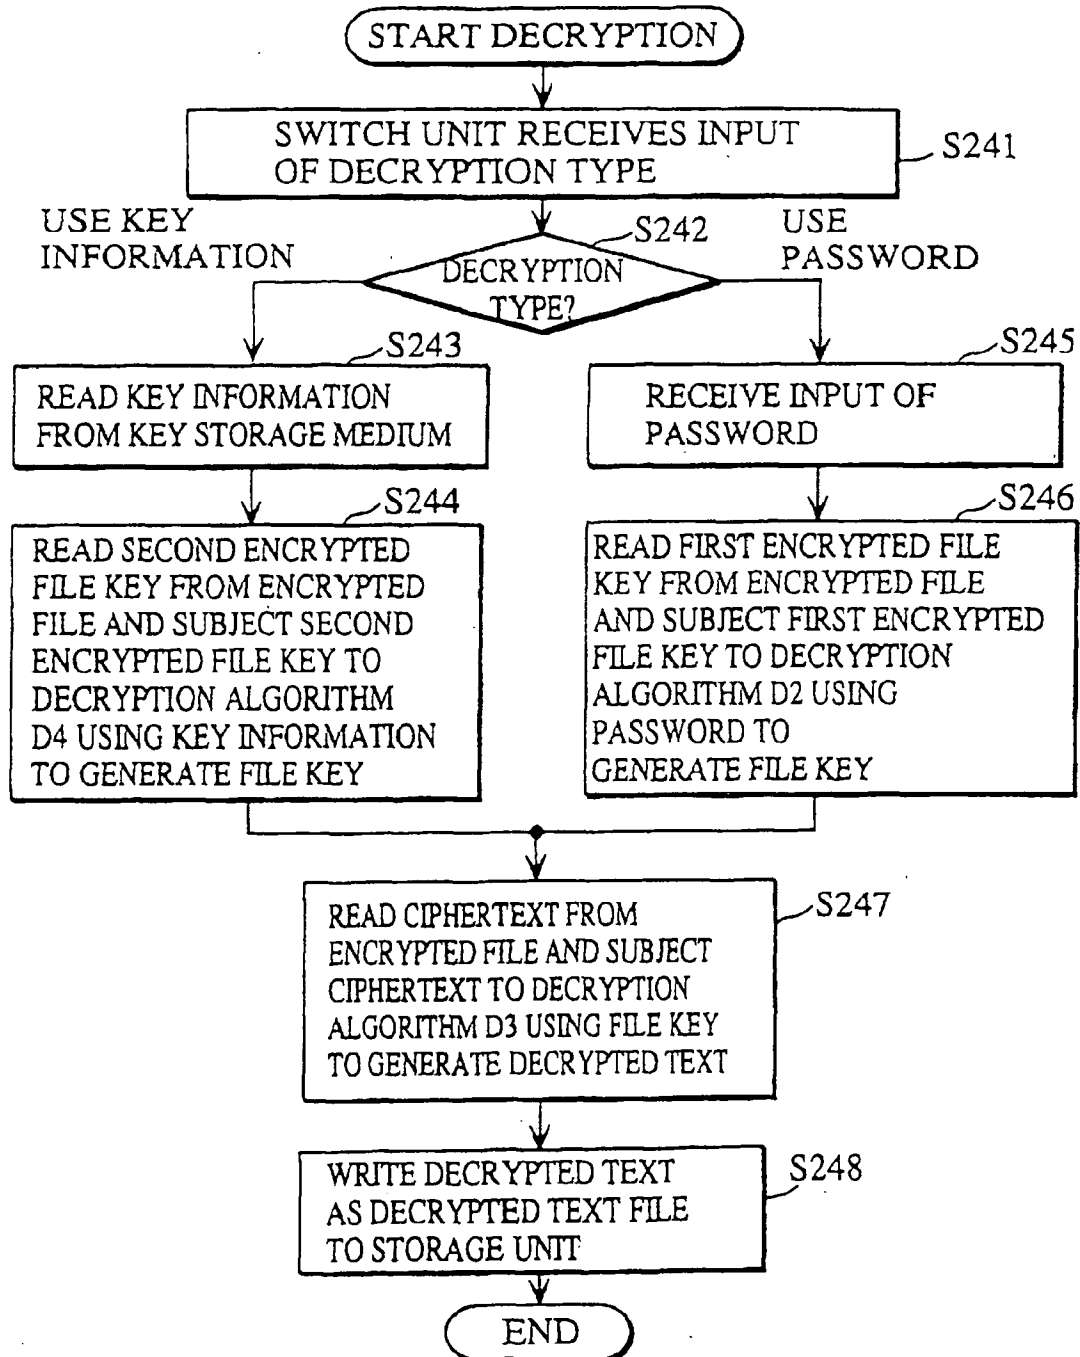 START DECRYPTION
SWITCH UNIT RECEIVES INPUT
OF DECRYPTION TYPE
S241
USE KEY
INFORMATION
S242
USE
PASSWORD
DECRYPTION
TYPE?
S243
READ KEY INFORMATION
FROM KEY STORAGE MEDIUM
S245
RECEIVE INPUT OF
PASSWORD
S244
READ SECOND ENCRYPTED
FILE KEY FROM ENCRYPTED
FILE AND SUBJECT SECOND
ENCRYPTED FILE KEY TO
DECRYPTION ALGORITHM
D4 USING KEY INFORMATION
TO GENERATE FILE KEY
S246
READ FIRST ENCRYPTED FILE
KEY FROM ENCRYPTED FILE
AND SUBJECT FIRST ENCRYPTED
FILE KEY TO DECRYPTION
ALGORITHM D2 USING
PASSWORD TO
GENERATE FILE KEY
S247
READ CIPHERTEXT FROM
ENCRYPTED FILE AND SUBJECT
CIPHERTEXT TO DECRYPTION
ALGORITHM D3 USING FILE KEY
TO GENERATE DECRYPTED TEXT
S248
WRITE DECRYPTED TEXT
AS DECRYPTED TEXT FILE
TO STORAGE UNIT
END